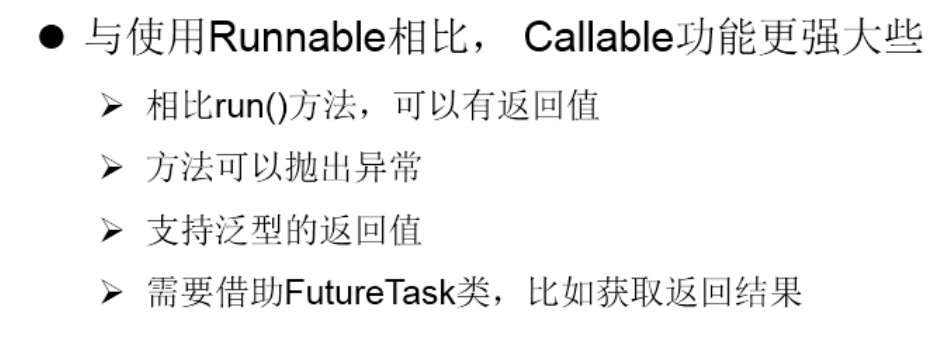 ● 与使用Runnable相比， Callable功能更强大些
➢ 相比run()方法，可以有返回值
➢ 方法可以抛出异常
➢ 支持泛型的返回值
➢ 需要借助FutureTask类，比如获取返回结果